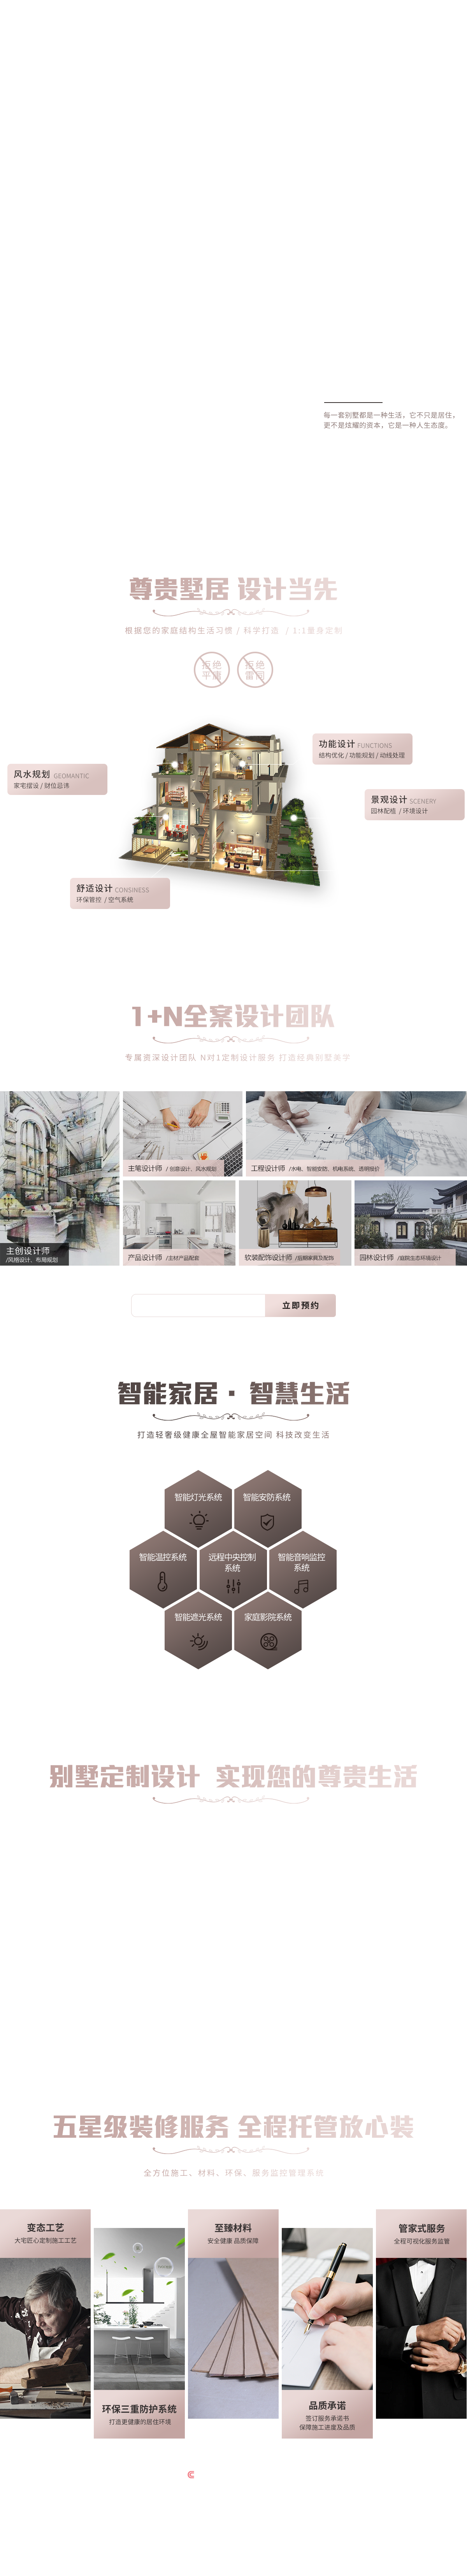 每一套别墅都是一种生活，它不只是居住，
更不是炫耀的资本，它是一种人生态度。
尊贵墅居 设计当先
根据您的家庭结构生活习惯 / 科学打造 / 1:1量身定制
拒绝
平庸
拒绝
雷同
功能设计 FUNCTIONS
结构优化 / 功能规划 / 动线处理
风水规划 GEOMANTIC
家宅摆设 / 财位忌讳
景观设计 SCENERY
园林配植 / 环境设计
舒适设计 CONSINESS
环保管控 / 空气系统
1+N全案设计团队
专属资深设计团队 N对1定制设计服务 打造经典别墅美学
主笔设计师 / 创意设计、风水规划
工程设计师 /水电、智能安防、机电系统、透明报价
主创设计师
/风格设计、布局规划
产品设计师 /主材产品配套
软装配饰设计师 /后期家具及配饰
园林设计师 /庭院生态环境设计
立即预约
智能家居 · 智慧生活
打造轻奢级健康全屋智能家居空间 科技改变生活
智能灯光系统
智能安防系统
智能温控系统
远程中央控制
系统
智能音响监控
系统
智能遮光系统
家庭影院系统
别墅定制设计 实现您的尊贵生活
五星级装修服务 全程托管放心装
全方位施工、材料、环保、服务监控管理系统
变态工艺
大宅匠心定制施工工艺
至臻材料
安全健康 品质保障
管家式服务
全程可视化服务监管
环保三重防护系统
打造更健康的居住环境
品质承诺
签订服务承诺书
保障施工进度及品质